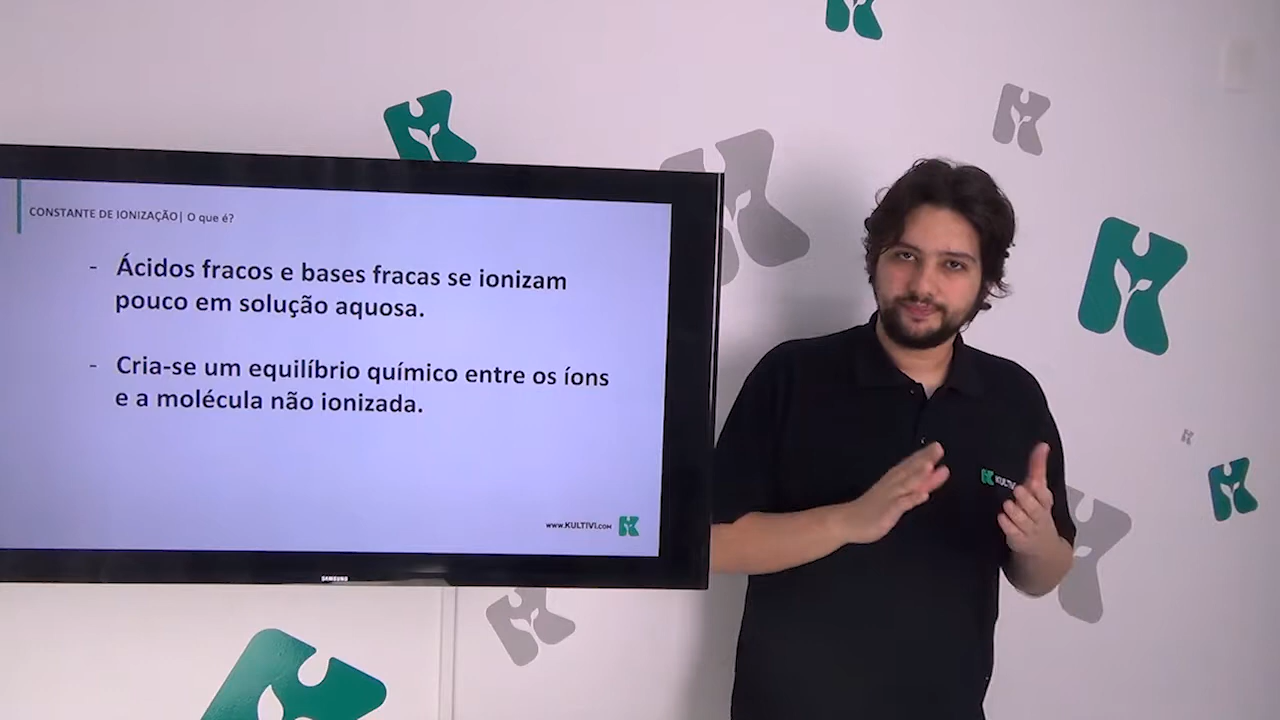 CONSTANTE DE IONIZAÇÃO| O que é?
- Ácidos fracos e bases fracas se ionizam
pouco em solução aquosa.
- Cria-se um equilíbrio químico entre os íons
e a molécula não ionizada.
www.KULTIVI.COM
SAMSUNG
KULTIVI